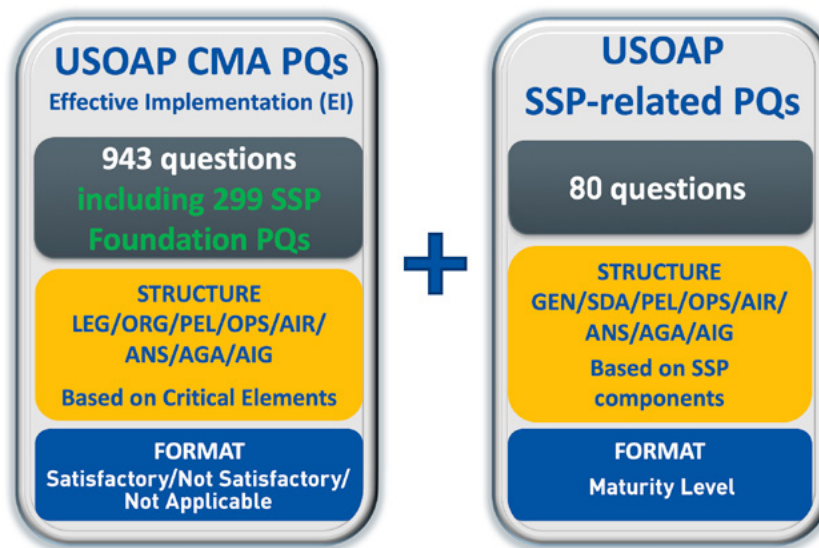 USOAP CMA PQs
Effective Implementation (EI)
943 questions
including 299 SSP
Foundation PQs
STRUCTURE
LEG/ORG/PEL/OPS/AIR/
ANS/AGA/AIG
Based on Critical Elements
FORMAT
Satisfactory/Not Satisfactory/
Not Applicable
+
USOAP
SSP-related PQs
80 questions
STRUCTURE
GEN/SDA/PEL/OPS/AIR/
ANS/AGA/AIG
Based on SSP
components
FORMAT
Maturity Level